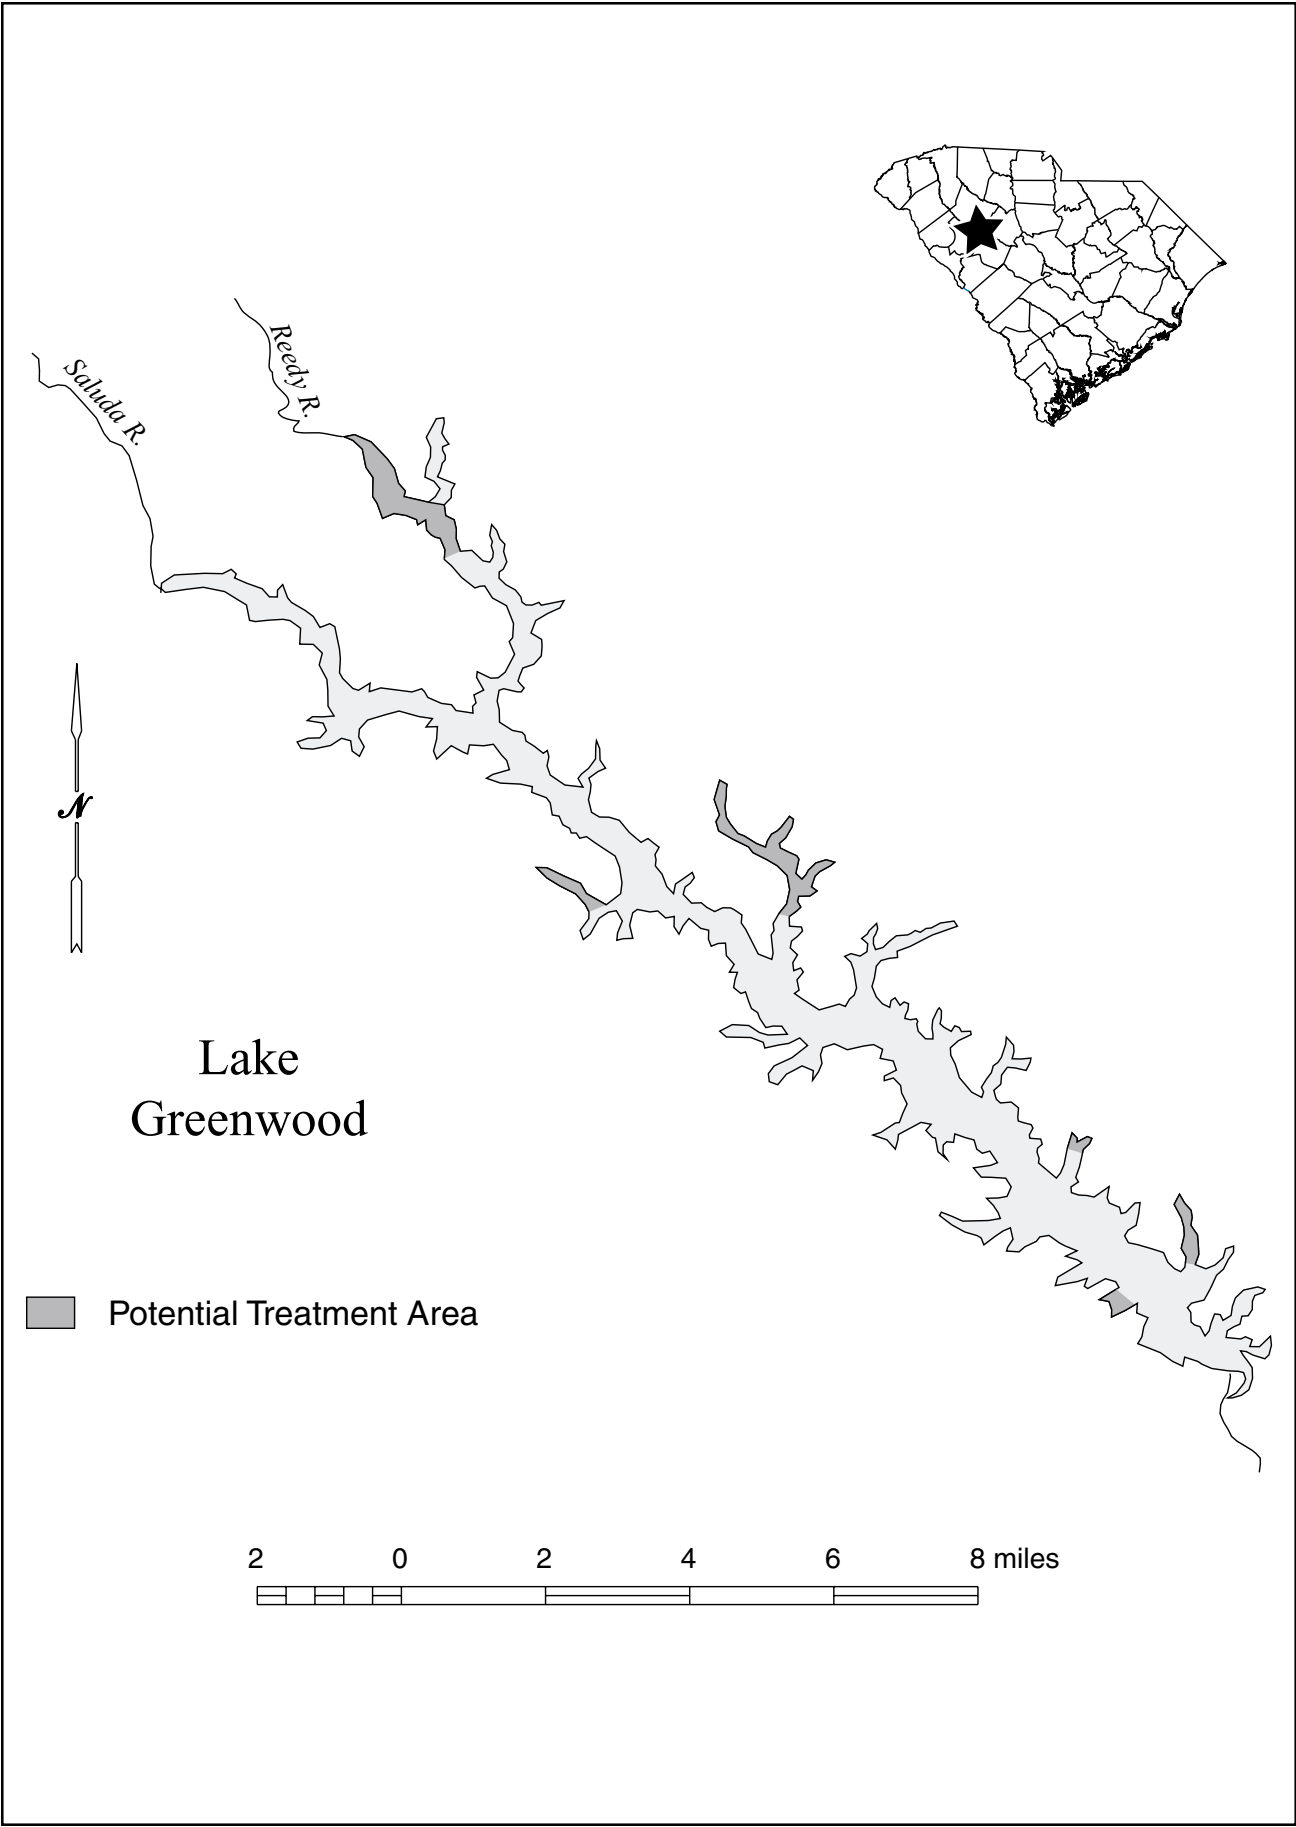 Reedy R.
Saluda R.
N
Lake
Greenwood
Potential Treatment Area
2 0 2 4 6 8 miles